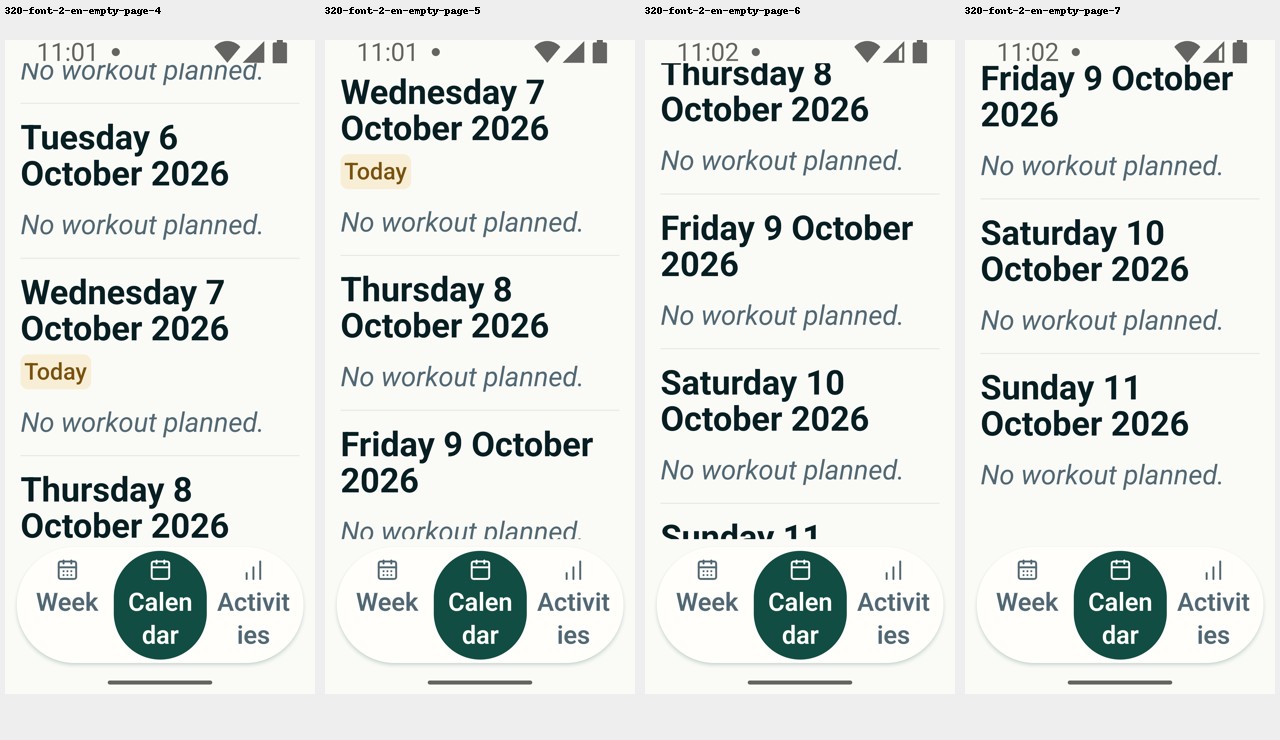 320-font-2-en-empty-page-4
11:01
No workout planned.
Tuesday 6
October 2026
No workout planned.
Wednesday 7
October 2026
Today
No workout planned.
Thursday 8
October 2026
Week
Calen
dar
Activit
ies
320-font-2-en-empty-page-5
11:01
Wednesday 7
October 2026
Today
No workout planned.
Thursday 8
October 2026
No workout planned.
Friday 9 October
2026
No workout planned.
Week
Calen
dar
Activit
ies
320-font-2-en-empty-page-6
11:02
Thursday 8
October 2026
No workout planned.
Friday 9 October
2026
No workout planned.
Saturday 10
October 2026
No workout planned.
Sunday 11
Week
Calen
dar
Activit
ies
320-font-2-en-empty-page-7
11:02
Friday 9 October
2026
No workout planned.
Saturday 10
October 2026
No workout planned.
Sunday 11
October 2026
No workout planned.
Week
Calen
dar
Activit
ies